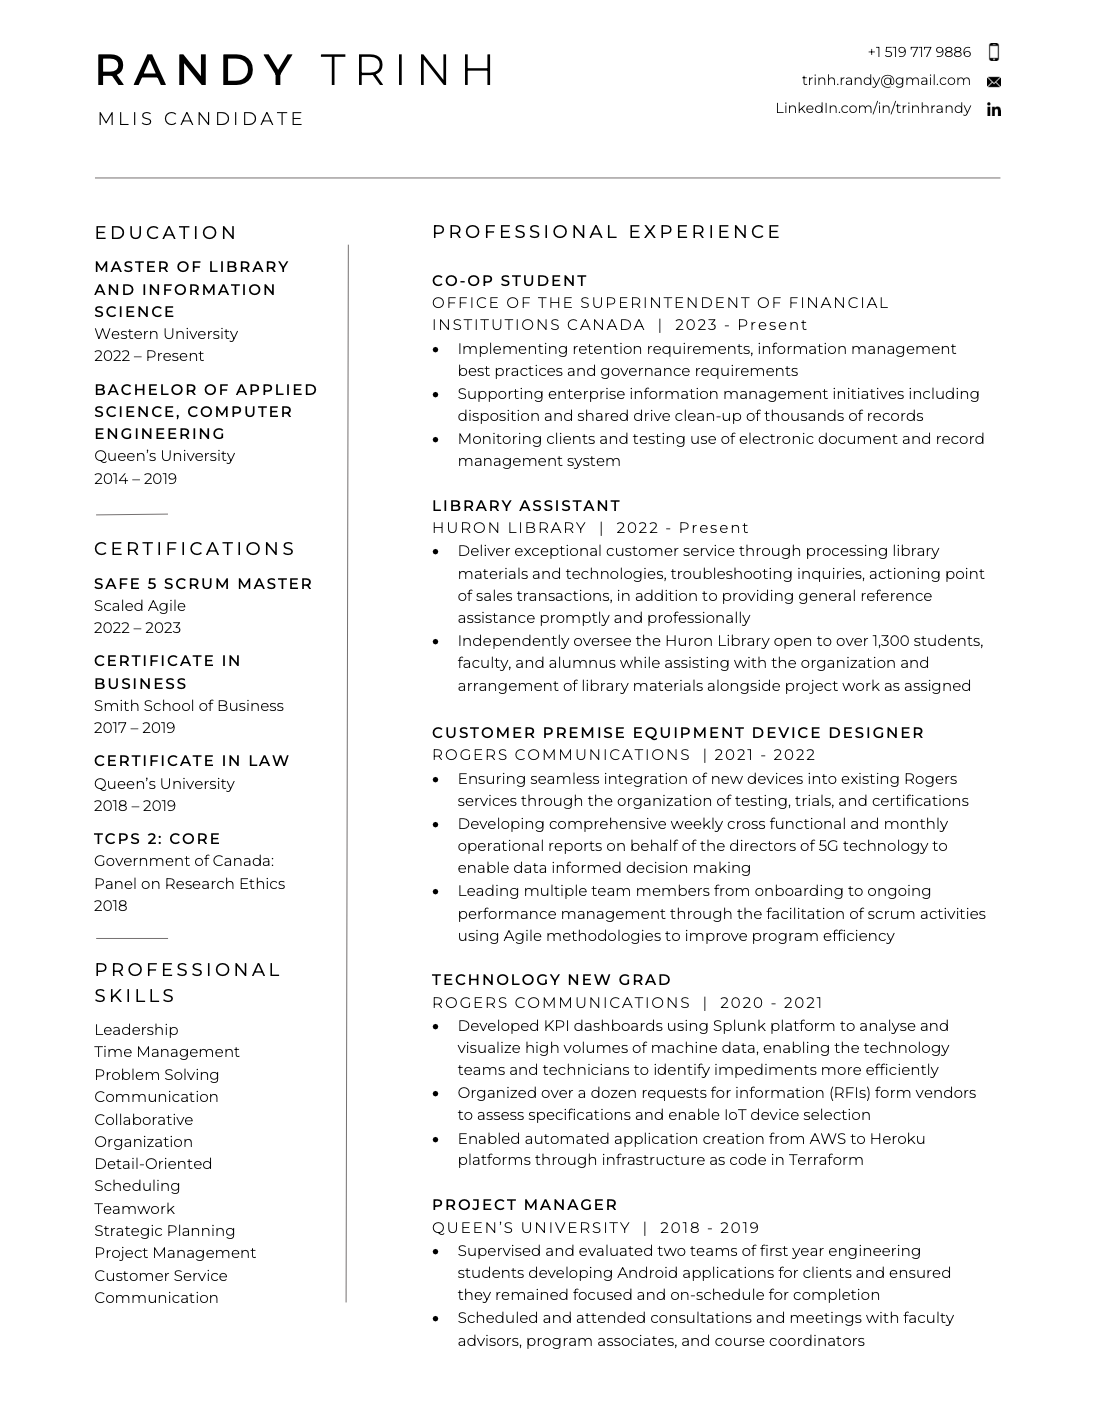 RANDY TRINH
MLIS CANDIDATE
+1 519 717 9886
trinh.randy@gmail.com
LinkedIn.com/in/trinhrandy
EDUCATION
MASTER OF LIBRARY
AND INFORMATION
SCIENCE
Western University
2022 – Present
BACHELOR OF APPLIED
SCIENCE, COMPUTER
ENGINEERING
Queen’s University
2014 – 2019
CERTIFICATIONS
SAFE 5 SCRUM MASTER
Scaled Agile
2022 – 2023
CERTIFICATE IN
BUSINESS
Smith School of Business
2017 – 2019
CERTIFICATE IN LAW
Queen’s University
2018 – 2019
TCPS 2: CORE
Government of Canada:
Panel on Research Ethics
2018
PROFESSIONAL
SKILLS
Leadership
Time Management
Problem Solving
Communication
Collaborative
Organization
Detail-Oriented
Scheduling
Teamwork
Strategic Planning
Project Management
Customer Service
Communication
PROFESSIONAL EXPERIENCE
CO-OP STUDENT
OFFICE OF THE SUPERINTENDENT OF FINANCIAL
INSTITUTIONS CANADA | 2023 - Present
• Implementing retention requirements, information management
best practices and governance requirements
• Supporting enterprise information management initiatives including
disposition and shared drive clean-up of thousands of records
• Monitoring clients and testing use of electronic document and record
management system
LIBRARY ASSISTANT
HURON LIBRARY | 2022 - Present
• Deliver exceptional customer service through processing library
materials and technologies, troubleshooting inquiries, actioning point
of sales transactions, in addition to providing general reference
assistance promptly and professionally
• Independently oversee the Huron Library open to over 1,300 students,
faculty, and alumnus while assisting with the organization and
arrangement of library materials alongside project work as assigned
CUSTOMER PREMISE EQUIPMENT DEVICE DESIGNER
ROGERS COMMUNICATIONS | 2021 - 2022
• Ensuring seamless integration of new devices into existing Rogers
services through the organization of testing, trials, and certifications
• Developing comprehensive weekly cross functional and monthly
operational reports on behalf of the directors of 5G technology to
enable data informed decision making
• Leading multiple team members from onboarding to ongoing
performance management through the facilitation of scrum activities
using Agile methodologies to improve program efficiency
TECHNOLOGY NEW GRAD
ROGERS COMMUNICATIONS | 2020 - 2021
• Developed KPI dashboards using Splunk platform to analyse and
visualize high volumes of machine data, enabling the technology
teams and technicians to identify impediments more efficiently
• Organized over a dozen requests for information (RFIs) form vendors
to assess specifications and enable IoT device selection
• Enabled automated application creation from AWS to Heroku
platforms through infrastructure as code in Terraform
PROJECT MANAGER
QUEEN’S UNIVERSITY | 2018 - 2019
• Supervised and evaluated two teams of first year engineering
students developing Android applications for clients and ensured
they remained focused and on-schedule for completion
• Scheduled and attended consultations and meetings with faculty
advisors, program associates, and course coordinators